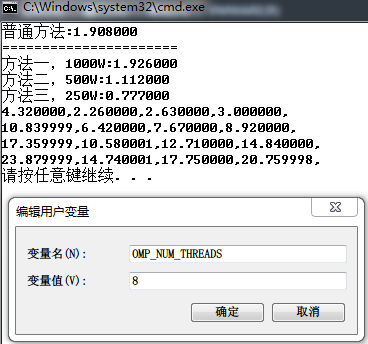 C:\Windows\system32\cmd.exe
普通方法:1.908000
=====================
方法一，1000W:1.926000
方法二，500W:1.112000
方法三，250W:0.777000
4.320000,2.260000,2.630000,3.000000,
10.839999,6.420000,7.670000,8.920000,
17.359999,10.580001,12.710000,14.840000,
23.879999,14.740001,17.750000,20.759998,
请按任意键继续. . .
编辑用户变量
变量名(N): OMP_NUM_THREADS
变量值(V): 8
确定 取消